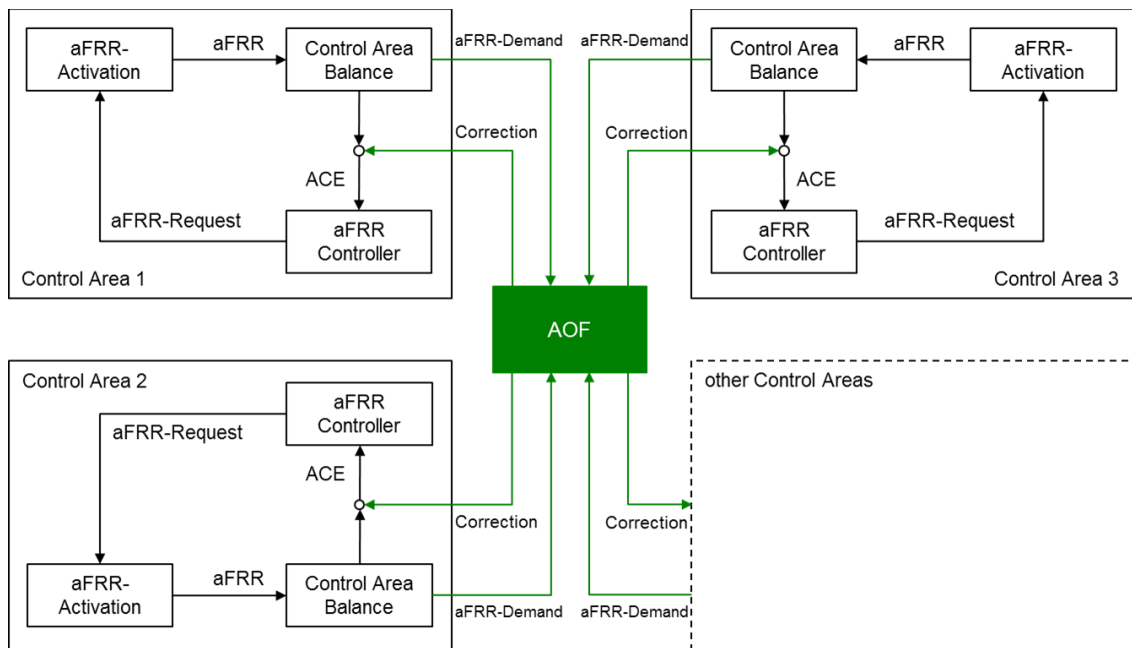 aFRR-
Activation
aFRR
Control Area
Balance
ACE
aFRR-Request
aFRR
Controller
Control Area 1
aFRR-Demand
Correction
aFRR-Demand
Correction
Control Area
Balance
aFRR
aFRR-
Activation
ACE
aFRR
Controller
aFRR-Request
Control Area 3
AOF
Control Area 2
aFRR
Controller
aFRR-Request
ACE
aFRR-
Activation
aFRR
Control Area
Balance
Correction
aFRR-Demand
Correction
aFRR-Demand
other Control Areas